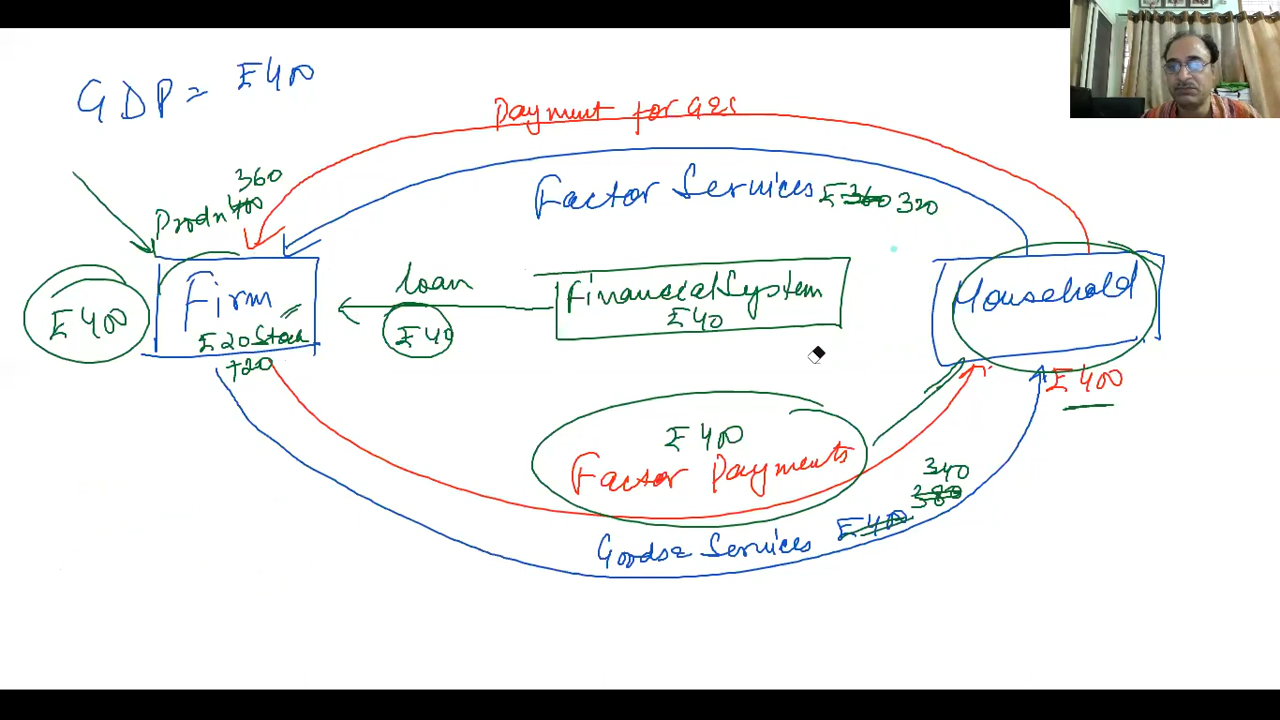 GDP = ₤400
Payment for G&S
360
Factor Services ₤360 320
Prodn 400
loan
Firm
Financial System
Household
₤400
₤20 Stock
₤40
₤40
+20
₤400
₤400
Factor Payments
340
380
Goods & Services ₤400